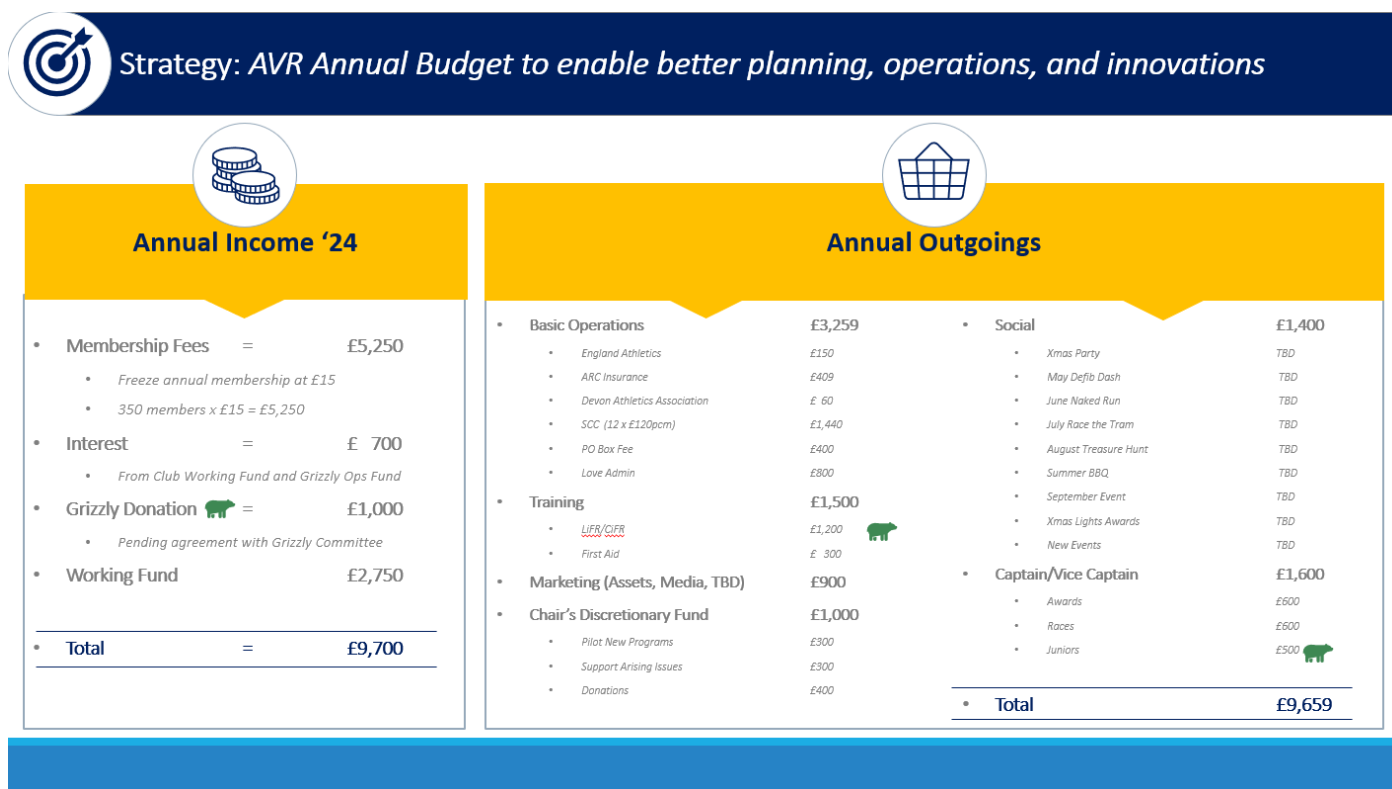 Strategy: AVR Annual Budget to enable better planning, operations, and innovations
Annual Income ‘24
• Membership Fees = £5,250
• Freeze annual membership at £15
• 350 members x £15 = £5,250
• Interest = £ 700
• From Club Working Fund and Grizzly Ops Fund
• Grizzly Donation = £1,000
• Pending agreement with Grizzly Committee
• Working Fund £2,750
• Total = £9,700
Annual Outgoings
• Basic Operations £3,259
• England Athletics £150
• ARC Insurance £409
• Devon Athletics Association £ 60
• SCC (12 x £120pcm) £1,440
• PO Box Fee £400
• Love Admin £800
• Training £1,500
• LiFR/CiFR £1,200
• First Aid £ 300
• Marketing (Assets, Media, TBD) £900
• Chair’s Discretionary Fund £1,000
• Pilot New Programs £300
• Support Arising Issues £300
• Donations £400
• Social £1,400
• Xmas Party TBD
• May Defib Dash TBD
• June Naked Run TBD
• July Race the Tram TBD
• August Treasure Hunt TBD
• Summer BBQ TBD
• September Event TBD
• Xmas Lights Awards TBD
• New Events TBD
• Captain/Vice Captain £1,600
• Awards £600
• Races £600
• Juniors £500
• Total £9,659